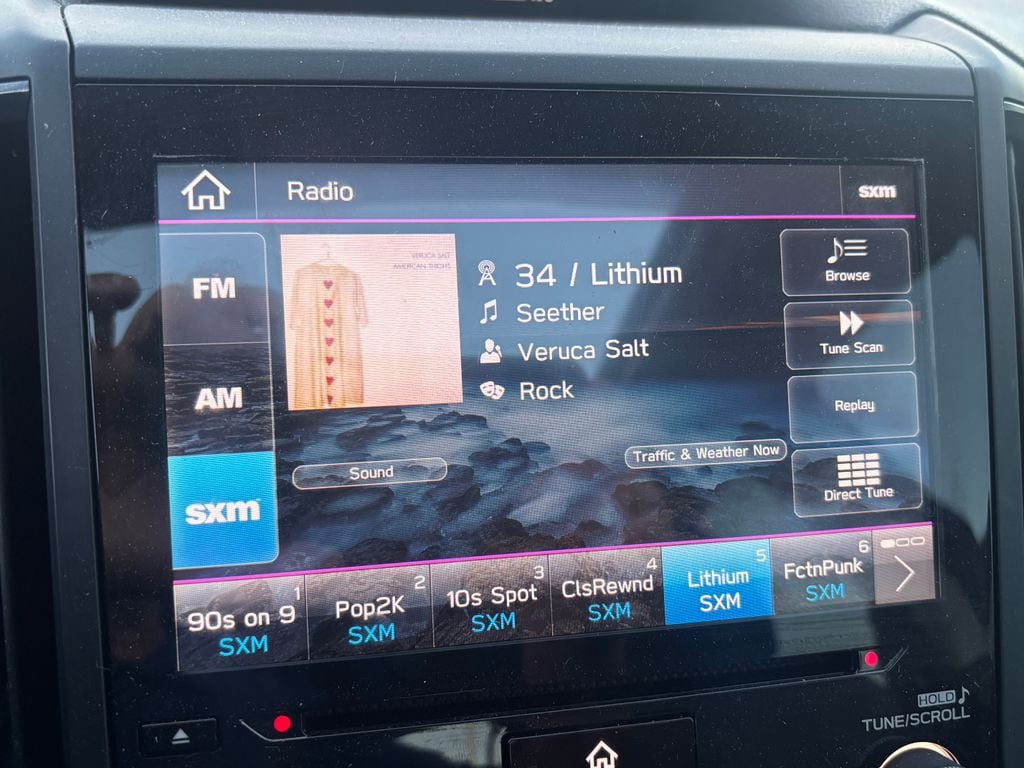 Radio
sxm
FM
AM
sxm
VERUCA SALT
AMERICAN THIGHS
34 / Lithium
Seether
Veruca Salt
Rock
Browse
Tune Scan
Replay
Direct Tune
Sound
Traffic & Weather Now
1
90s on 9
SXM
2
Pop2K
SXM
3
10s Spot
SXM
4
ClsRewnd
SXM
5
Lithium
SXM
6
FctnPunk
SXM
HOLD
TUNE/SCROLL